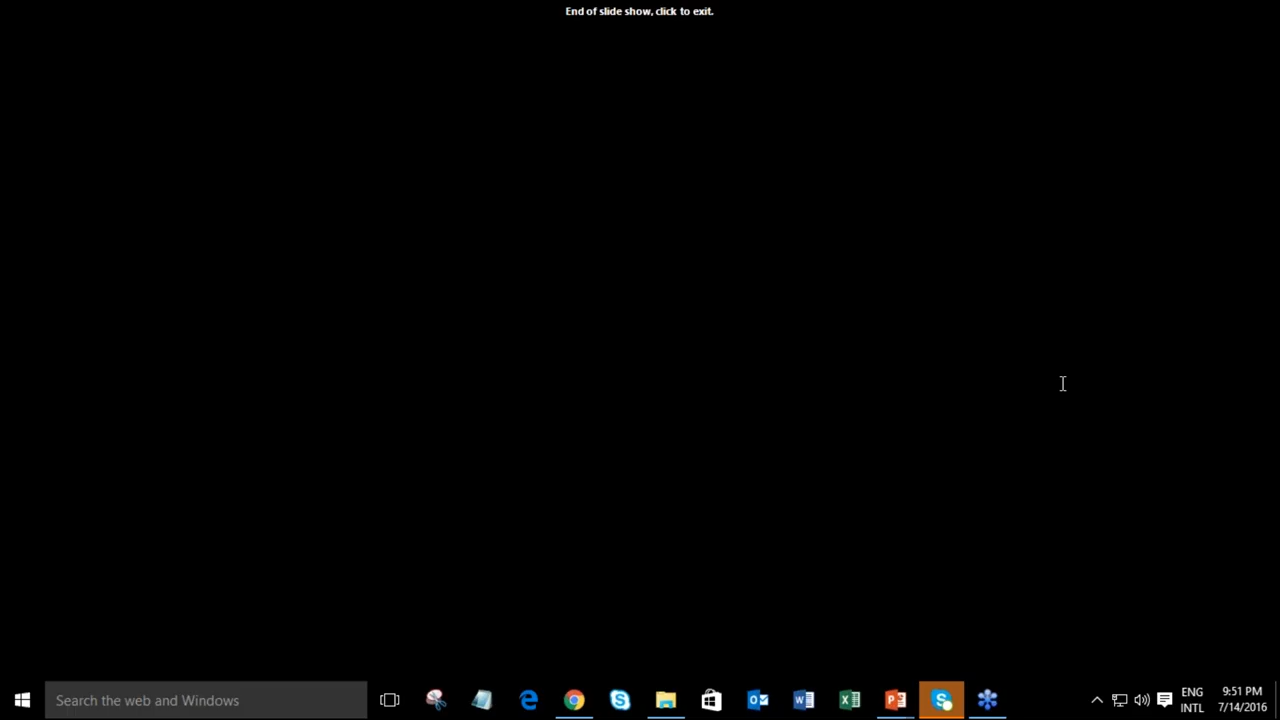 End of slide show, click to exit.
Search the web and Windows
ENG
INTL
9:51 PM
7/14/2016